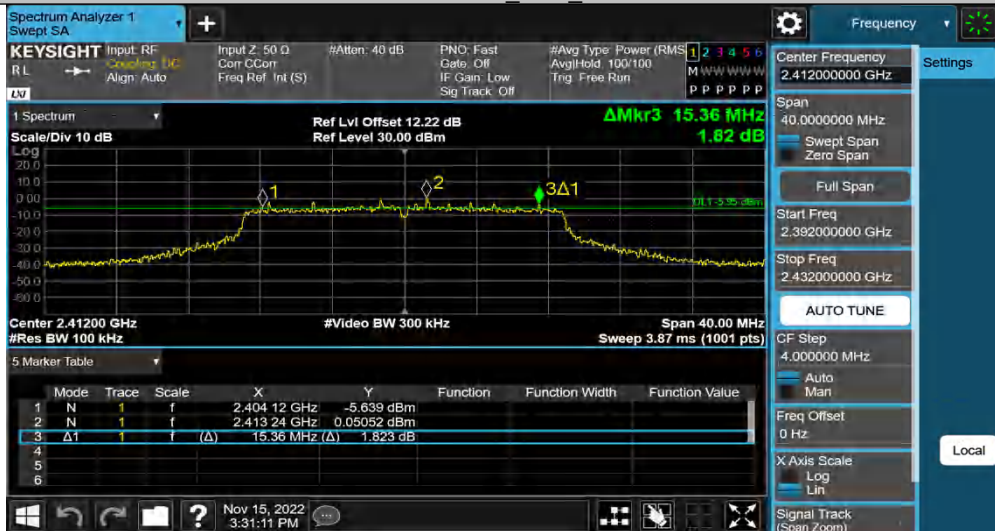 Spectrum Analyzer 1
Swept SA
+
Frequency
KEYSIGHT Input: RF Input Z: 50 Ω #Atten: 40 dB PNO: Fast #Avg Type: Power (RMS 1 2 3 4 5 6
RL Coupling: DC Corr CCorr Gate: Off Avg|Hold: 100/100 M W W W W W
Align: Auto Freq Ref: Int (S) IF Gain: Low Trig: Free Run P P P P P P
Sig Track: Off
LXI
1 Spectrum
Scale/Div 10 dB
Ref Lvl Offset 12.22 dB
Ref Level 30.00 dBm
ΔMkr3 15.36 MHz
1.82 dB
Log
20.0
10.0
0.00
-10.0
-20.0
-30.0
-40.0
-50.0
-60.0
1
2
3Δ1
DL1 -5.95 dBm
Center 2.41200 GHz #Video BW 300 kHz Span 40.00 MHz
#Res BW 100 kHz Sweep 3.87 ms (1001 pts)
5 Marker Table
Mode Trace Scale X Y Function Function Width Function Value
1 N 1 f 2.404 12 GHz -5.639 dBm
2 N 1 f 2.413 24 GHz 0.05052 dBm
3 Δ1 1 f (Δ) 15.36 MHz (Δ) 1.823 dB
4
5
6
?
Nov 15, 2022
3:31:11 PM
Center Frequency
2.412000000 GHz
Settings
Span
40.0000000 MHz
Swept Span
Zero Span
Full Span
Start Freq
2.392000000 GHz
Stop Freq
2.432000000 GHz
AUTO TUNE
CF Step
4.000000 MHz
Auto
Man
Freq Offset
0 Hz
Local
X Axis Scale
Log
Lin
Signal Track
(Span Zoom)